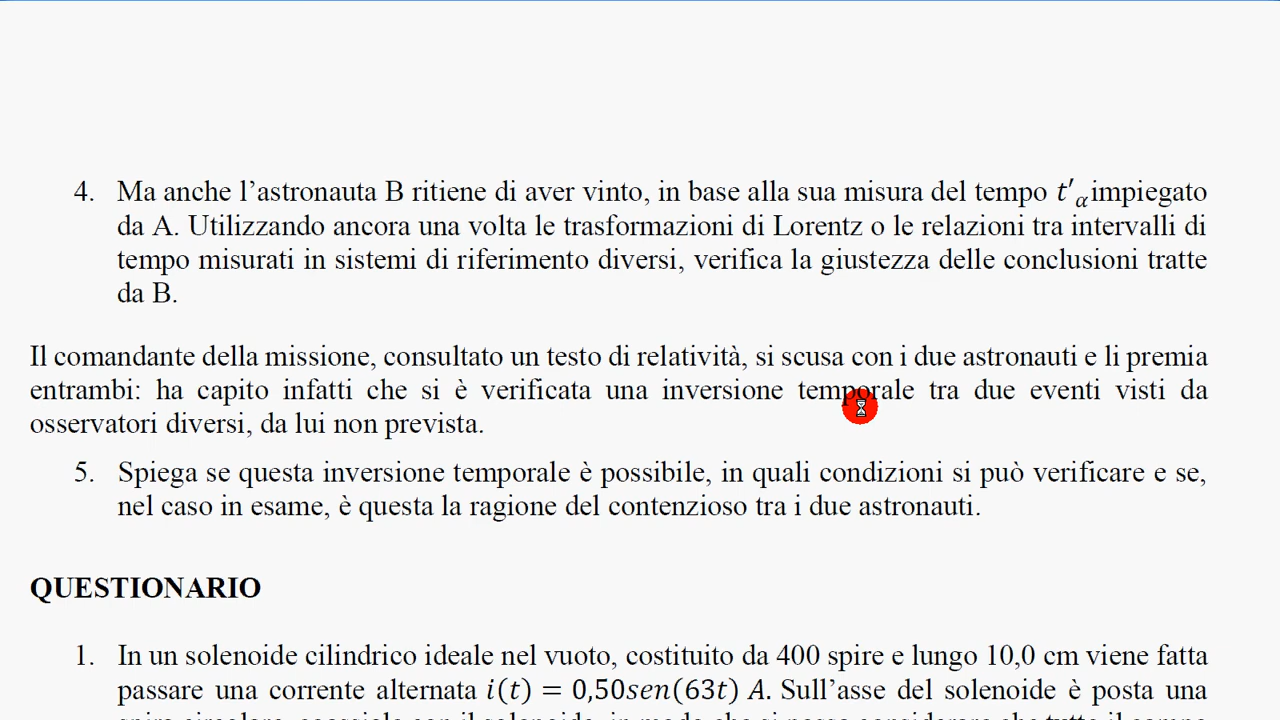 4. Ma anche l’astronauta B ritiene di aver vinto, in base alla sua misura del tempo t′α impiegato
da A. Utilizzando ancora una volta le trasformazioni di Lorentz o le relazioni tra intervalli di
tempo misurati in sistemi di riferimento diversi, verifica la giustezza delle conclusioni tratte
da B.
Il comandante della missione, consultato un testo di relatività, si scusa con i due astronauti e li premia
entrambi: ha capito infatti che si è verificata una inversione temporale tra due eventi visti da
osservatori diversi, da lui non prevista.
5. Spiega se questa inversione temporale è possibile, in quali condizioni si può verificare e se,
nel caso in esame, è questa la ragione del contenzioso tra i due astronauti.
QUESTIONARIO
1. In un solenoide cilindrico ideale nel vuoto, costituito da 400 spire e lungo 10,0 cm viene fatta
passare una corrente alternata i(t) = 0,50sen(63t) A. Sull’asse del solenoide è posta una